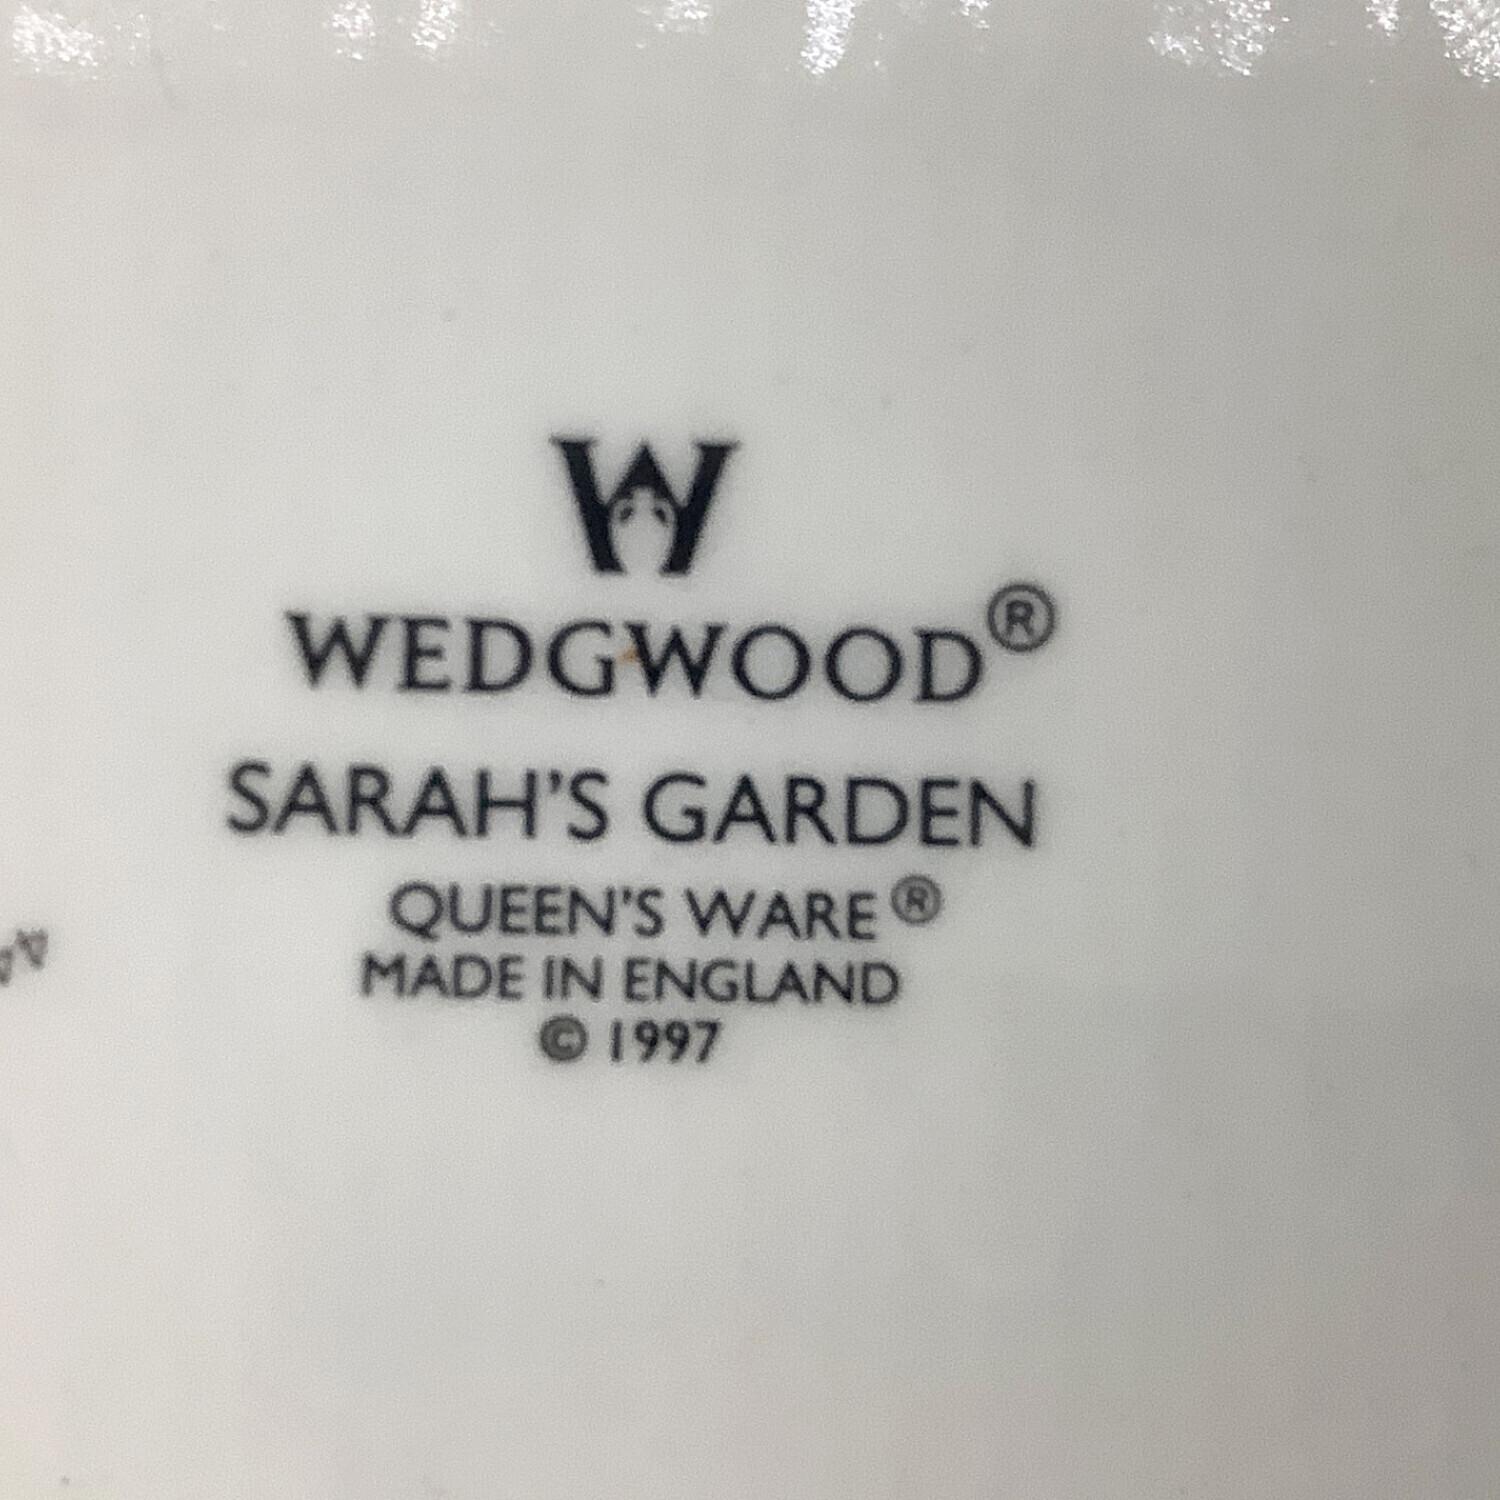 W
WEDGWOOD®
SARAH'S GARDEN
QUEEN'S WARE®
MADE IN ENGLAND
© 1997